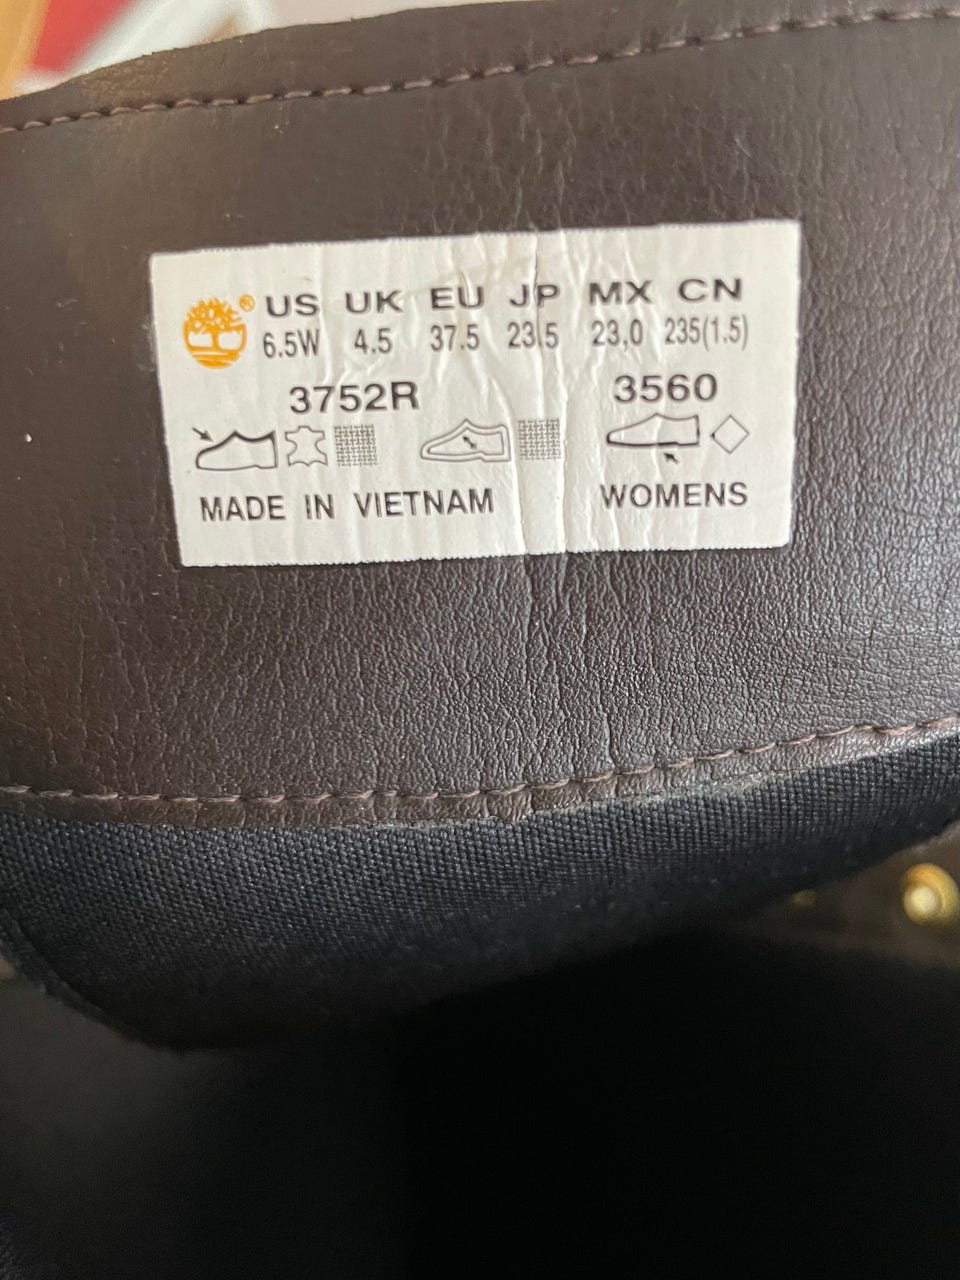 ® US UK EU JP MX CN
6.5W 4.5 37.5 23.5 23.0 235(1.5)
3752R 3560
MADE IN VIETNAM WOMENS